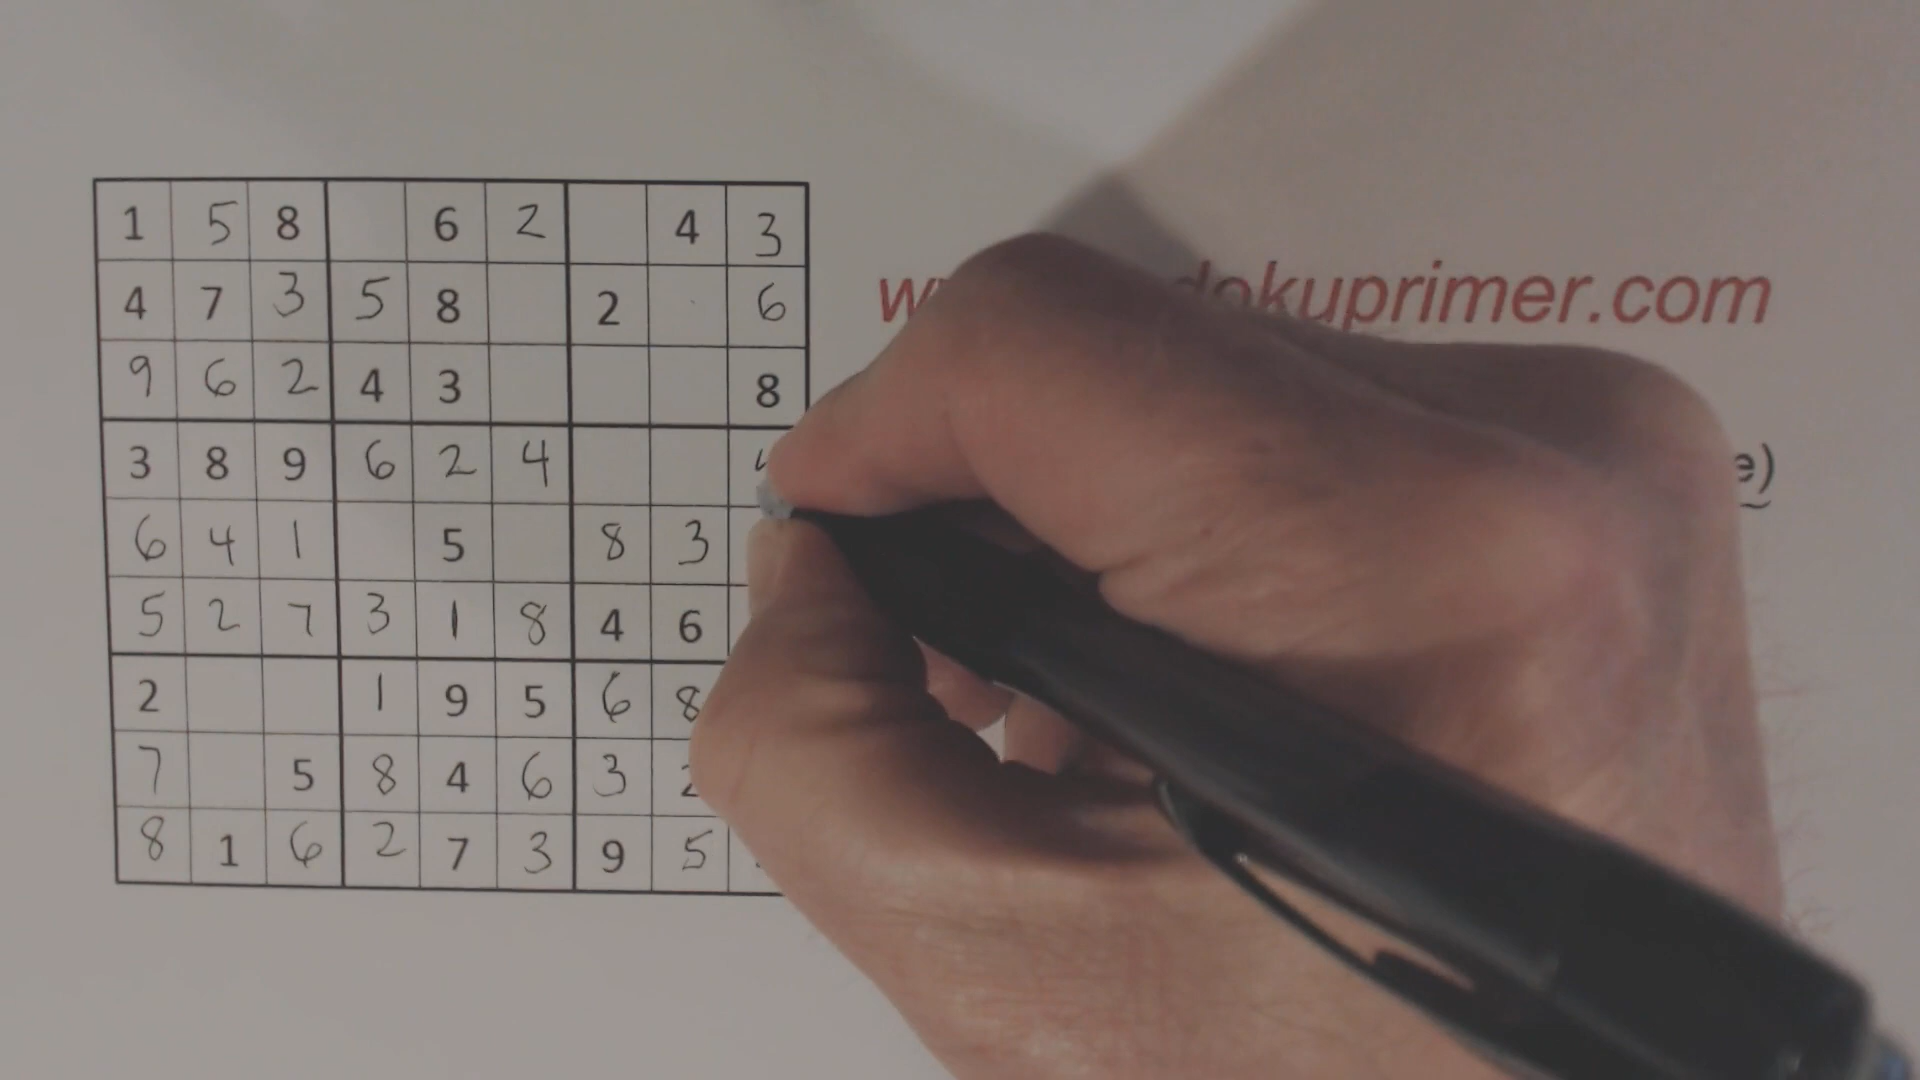 1 5 8 6 2 4 3
4 7 3 5 8 2 6
9 6 2 4 3 8
3 8 9 6 2 4
6 4 1 5 8 3
5 2 7 3 1 8 4 6
2 1 9 5 6 8
7 5 8 4 6 3 2
8 1 6 2 7 3 9 5
dokuprimer.com
e)